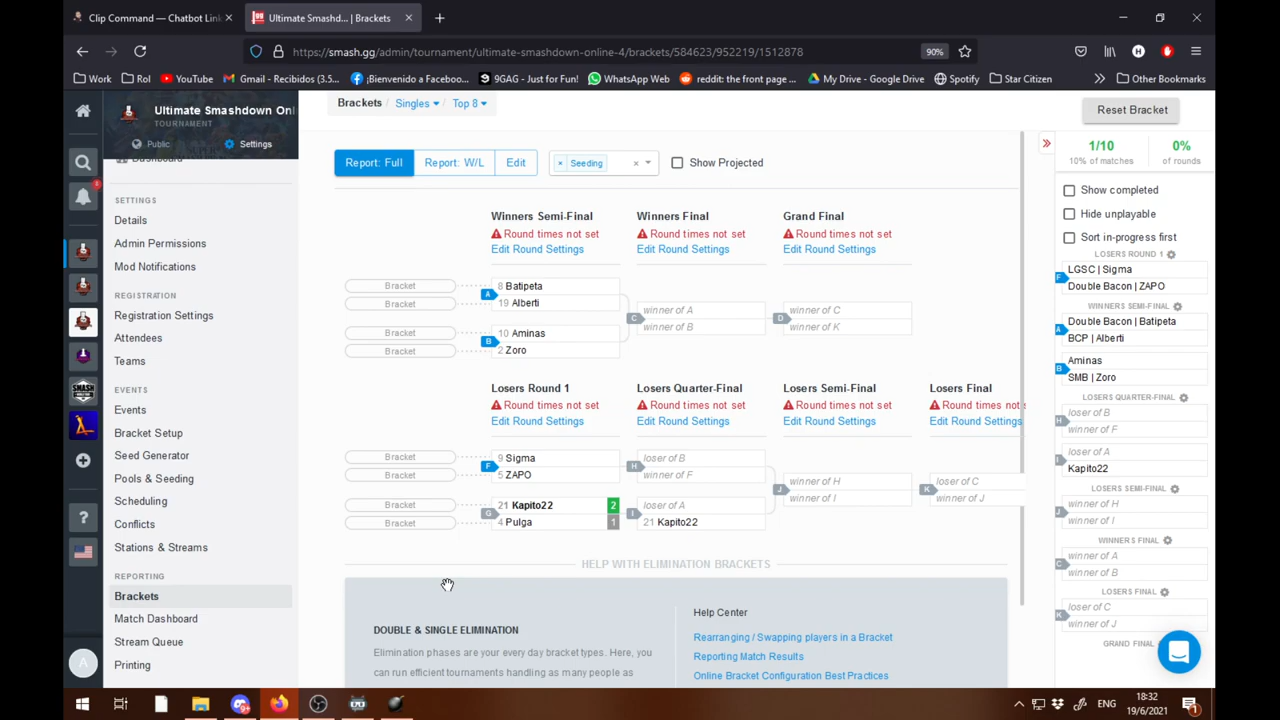 Clip Command — Chatbot Link
Ultimate Smashd... | Brackets
https://smash.gg/admin/tournament/ultimate-smashdown-online-4/brackets/584623/952219/1512878
90%
H
Work
Rol
YouTube
Gmail - Recibidos (3.5...
¡Bienvenido a Faceboo...
9GAG - Just for Fun!
WhatsApp Web
reddit: the front page ...
My Drive - Google Drive
Spotify
Star Citizen
Other Bookmarks
Ultimate Smashdown Onl
TOURNAMENT
Public
Settings
Dashboard
SETTINGS
Details
Admin Permissions
Mod Notifications
REGISTRATION
Registration Settings
Attendees
Teams
EVENTS
Events
Bracket Setup
Seed Generator
Pools & Seeding
Scheduling
Conflicts
Stations & Streams
REPORTING
Brackets
Match Dashboard
Stream Queue
Printing
A
Brackets / Singles / Top 8
Reset Bracket
Report: Full
Report: W/L
Edit
× Seeding ×
Show Projected
Winners Semi-Final
Winners Final
Grand Final
Round times not set
Round times not set
Round times not set
Edit Round Settings
Edit Round Settings
Edit Round Settings
Bracket
Bracket
A
8 Batipeta
19 Alberti
Bracket
Bracket
B
10 Aminas
2 Zoro
C
winner of A
winner of B
D
winner of C
winner of K
Losers Round 1
Losers Quarter-Final
Losers Semi-Final
Losers Final
Round times not set
Round times not set
Round times not set
Round times not s
Edit Round Settings
Edit Round Settings
Edit Round Settings
Edit Round Settings
Bracket
Bracket
F
9 Sigma
5 ZAPO
H
loser of B
winner of F
Bracket
Bracket
G
21 Kapito22 2
4 Pulga 1
I
loser of A
21 Kapito22
J
winner of H
winner of I
K
loser of C
winner of J
HELP WITH ELIMINATION BRACKETS
DOUBLE & SINGLE ELIMINATION
Elimination phases are your every day bracket types. Here, you
can run efficient tournaments handling as many people as
Help Center
Rearranging / Swapping players in a Bracket
Reporting Match Results
Online Bracket Configuration Best Practices
1/10
10% of matches
0%
of rounds
Show completed
Hide unplayable
Sort in-progress first
LOSERS ROUND 1
F
LGSC | Sigma
Double Bacon | ZAPO
WINNERS SEMI-FINAL
A
Double Bacon | Batipeta
BCP | Alberti
B
Aminas
SMB | Zoro
LOSERS QUARTER-FINAL
H
loser of B
winner of F
I
loser of A
Kapito22
LOSERS SEMI-FINAL
J
winner of H
winner of I
WINNERS FINAL
C
winner of A
winner of B
LOSERS FINAL
K
loser of C
winner of J
GRAND FINAL
ENG
18:32
19/6/2021
1